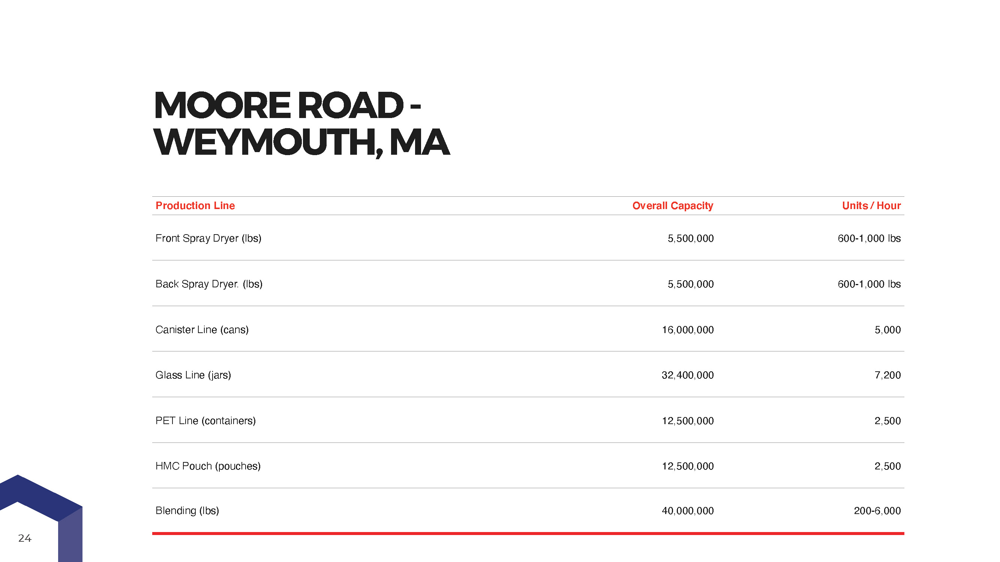 MOORE ROAD -
WEYMOUTH, MA
Production Line Overall Capacity Units / Hour
Front Spray Dryer (lbs) 5,500,000 600-1,000 lbs
Back Spray Dryer. (lbs) 5,500,000 600-1,000 lbs
Canister Line (cans) 16,000,000 5,000
Glass Line (jars) 32,400,000 7,200
PET Line (containers) 12,500,000 2,500
HMC Pouch (pouches) 12,500,000 2,500
Blending (lbs) 40,000,000 200-6,000
24